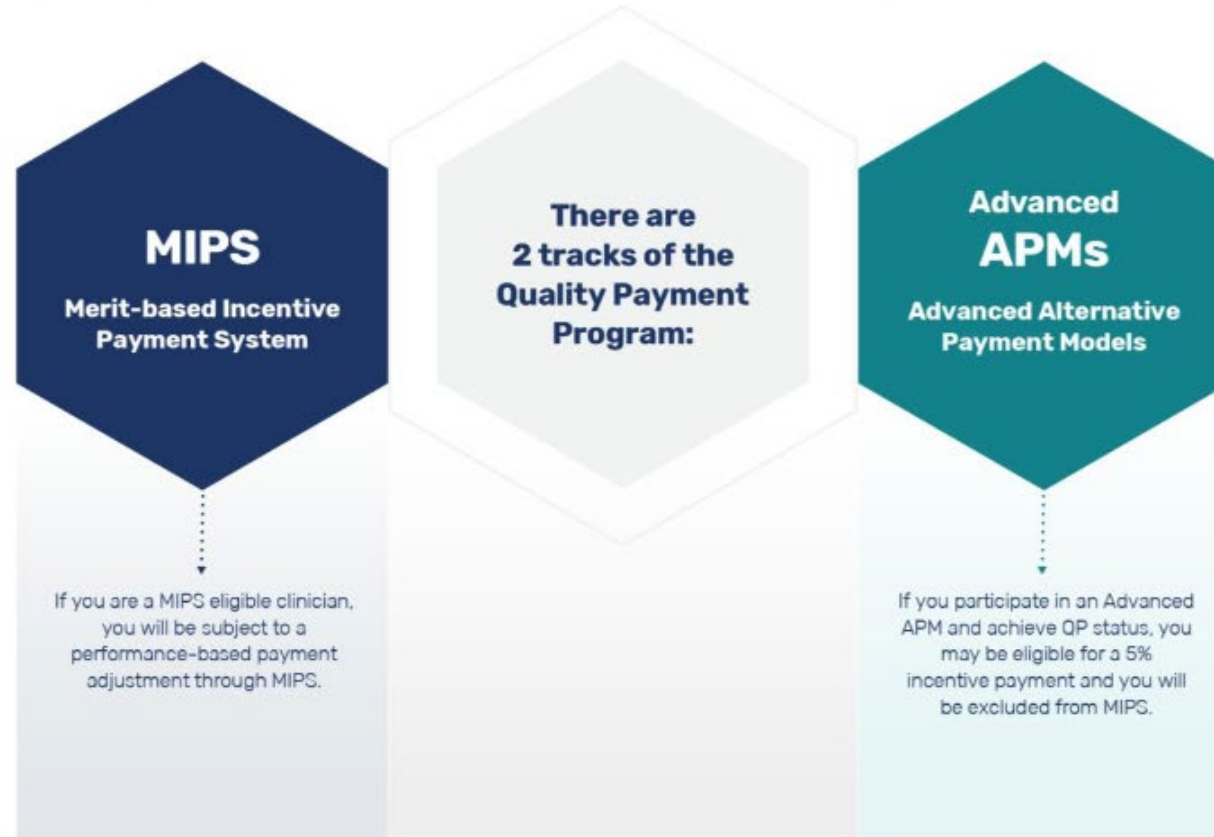 MIPS
Merit-based Incentive
Payment System
If you are a MIPS eligible clinician,
you will be subject to a
performance-based payment
adjustment through MIPS.
There are
2 tracks of the
Quality Payment
Program:
Advanced
APMs
Advanced Alternative
Payment Models
If you participate in an Advanced
APM and achieve QP status, you
may be eligible for a 5%
incentive payment and you will
be excluded from MIPS.